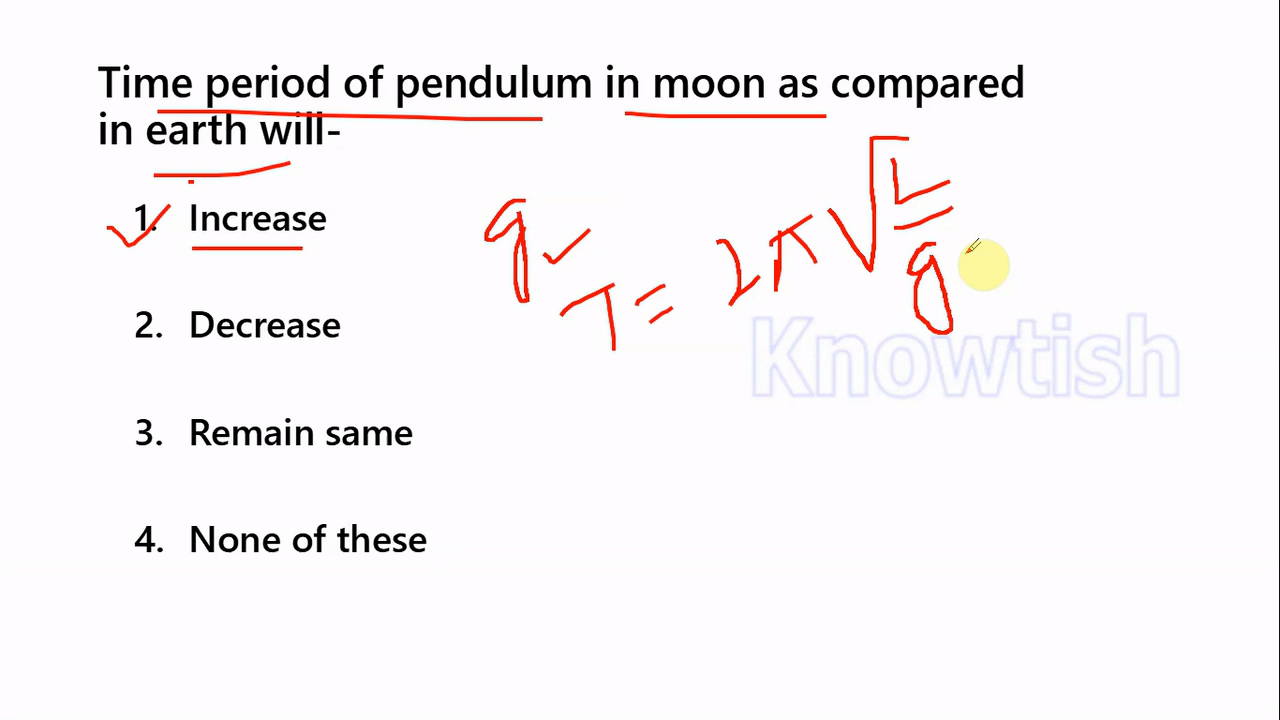 Time period of pendulum in moon as compared
in earth will-
1. Increase
g
T = 2π √L/g
2. Decrease
Knowtish
3. Remain same
4. None of these